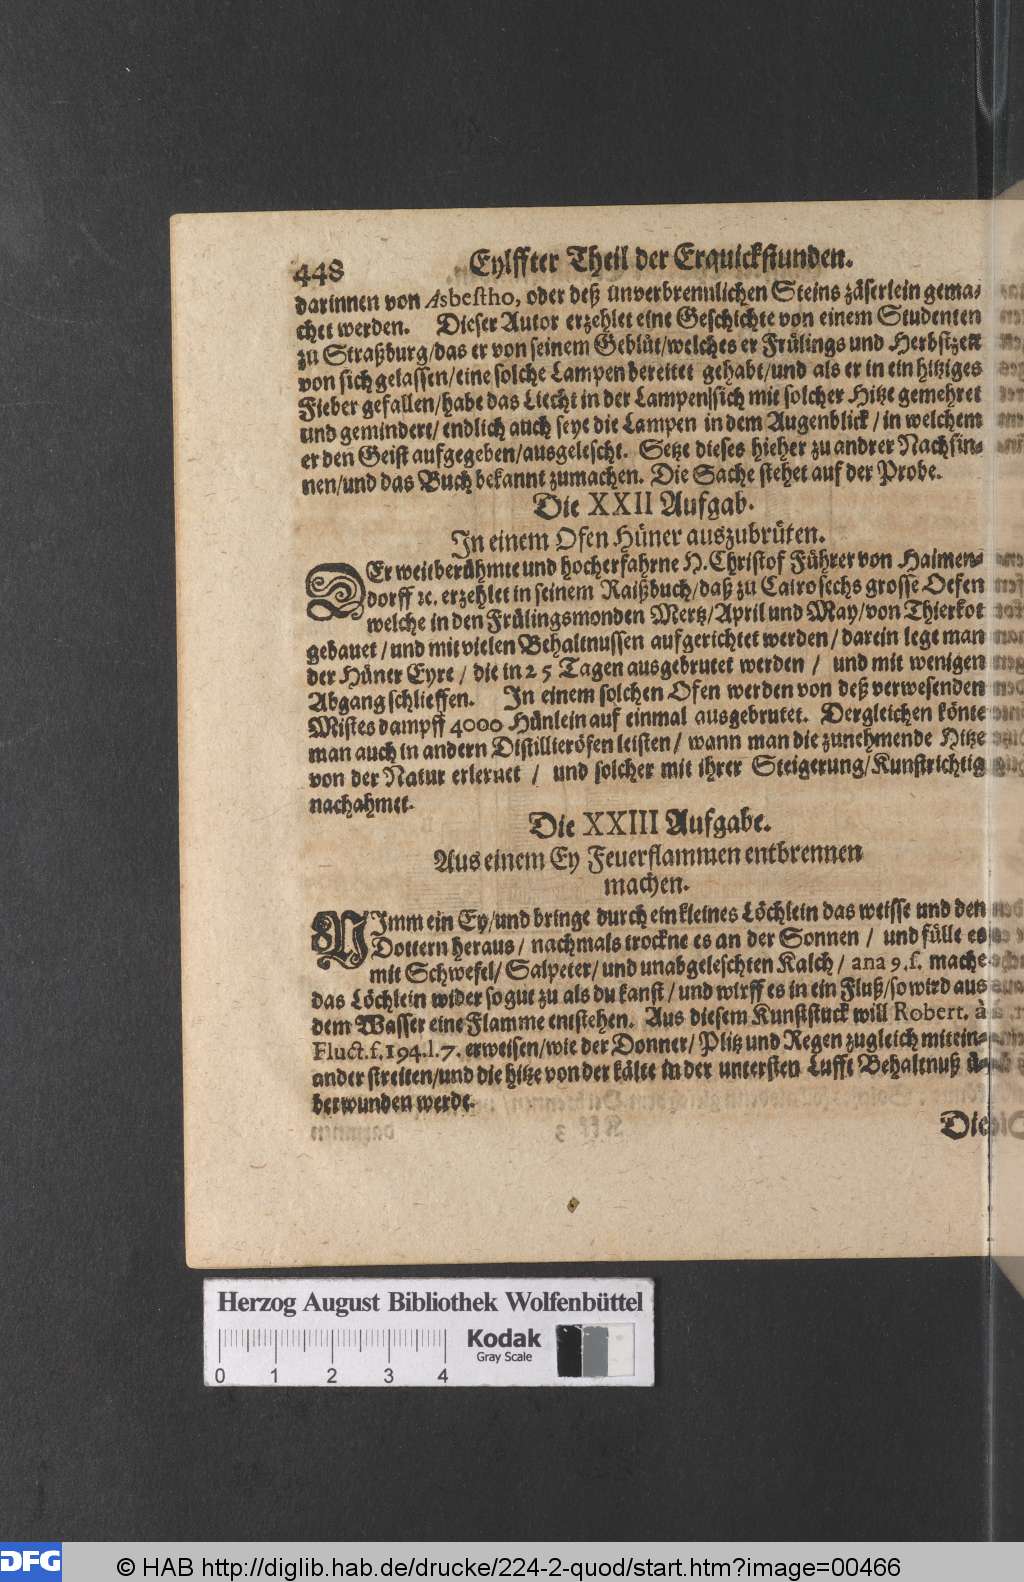 448 Eylffter Theil der Erquickstunden.
darinnen von Asbestho, oder deß unverbrennlichen Steins zäserlein gema-
chet werden. Dieser Autor erzehlet eine Geschichte von einem Studenten
zu Straßburg/das er von seinem Geblüt/welches er Frülings und Herbstzeit
von sich gelassen/eine solche Lampen bereitet gehabt/und als er in ein hitziges
Fieber gefallen/habe das Liecht in der Lampen sich mit solcher Hitze gemehret
und gemindert/endlich auch seye die Lampen in dem Augenblick/in welchem
er den Geist aufgegeben/ausgelescht. Setze dieses hieher zu andrer Nachsin-
nen/und das Buch bekannt zumachen. Die Sache stehet auf der Probe.
Die XXII Aufgab.
In einem Ofen Hüner auszubrüten.
DEr weitberühmte und hocherfahrne H. Christof Führer von Haimen-
dorff ꝛc. erzehlet in seinem Raißbuch/daß zu Cairo sechs grosse Oefen
welche in den Frülingsmonden Mertz/April und May/von Thierkot
gebauet/und mit vielen Behaltnussen aufgerichtet werden/darein legt man
der Hüner Eyre/die in 25 Tagen ausgebrutet werden/ und mit wenigen
Abgang schlieffen. In einem solchen Ofen werden von deß verwesenden
Mistes dampff 4000 Hünlein auf einmal ausgebrutet. Dergleichen könte
man auch in andern Distillieröfen leisten/wann man die zunehmende Hitze
von der Natur erlernet/ und solcher mit ihrer Steigerung/Kunstrichtig
nachahmet.
Die XXIII Aufgabe.
Aus einem Ey Feuerflammen entbrennen
machen.
NImm ein Ey/und bringe durch ein kleines Löchlein das weisse und den
Dottern heraus/nachmals trockne es an der Sonnen/ und fülle es
mit Schwefel/Salpeter/und unabgeleschten Kalch/ ana 9.f. mache
das Löchlein wider so gut zu als du kanst/und wirff es in ein Fluß/so wird aus
dem Wasser eine Flamme entstehen. Aus diesem Kunststuck will Robert. à
Fluct. f. 194. l. 7. erweisen/wie der Donner/Plitz und Regen zugleich mitein-
ander streiten/und die hitze von der kälte in der untersten Lufft Behaltnuß ü-
berwunden werde.
Die
Herzog August Bibliothek Wolfenbüttel
Kodak
Gray Scale
0 1 2 3 4
DFG © HAB http://diglib.hab.de/drucke/224-2-quod/start.htm?image=00466